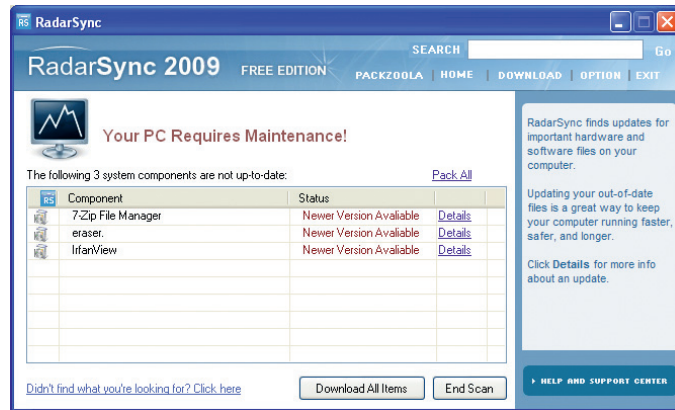 RS RadarSync
SEARCH Go
RadarSync 2009 FREE EDITION
PACKZOOLA | HOME | DOWNLOAD | OPTION | EXIT
Your PC Requires Maintenance!
The following 3 system components are not up-to-date: Pack All
RS Component Status
7-Zip File Manager Newer Version Avaliable Details
eraser. Newer Version Avaliable Details
IrfanView Newer Version Avaliable Details
Didn't find what you're looking for? Click here
Download All Items End Scan
RadarSync finds updates for
important hardware and
software files on your
computer.
Updating your out-of-date
files is a great way to keep
your computer running faster,
safer, and longer.
Click Details for more info
about an update.
HELP AND SUPPORT CENTER